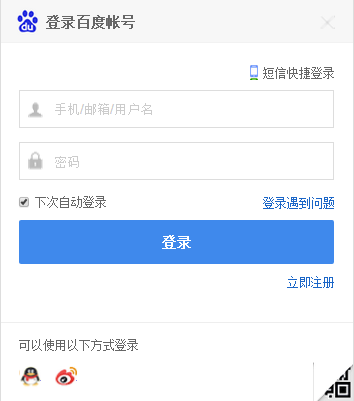 du 登录百度帐号
短信快捷登录
手机/邮箱/用户名
密码
下次自动登录 登录遇到问题
登录
立即注册
可以使用以下方式登录